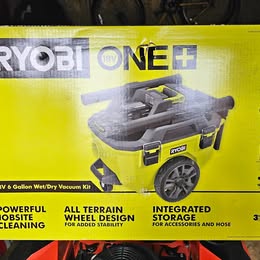 RYOBI ONE+
18V
8V 6 Gallon Wet/Dry Vacuum Kit
RYOBI
POWERFUL
JOBSITE
CLEANING
ALL TERRAIN
WHEEL DESIGN
FOR ADDED STABILITY
INTEGRATED
STORAGE
FOR ACCESSORIES AND HOSE